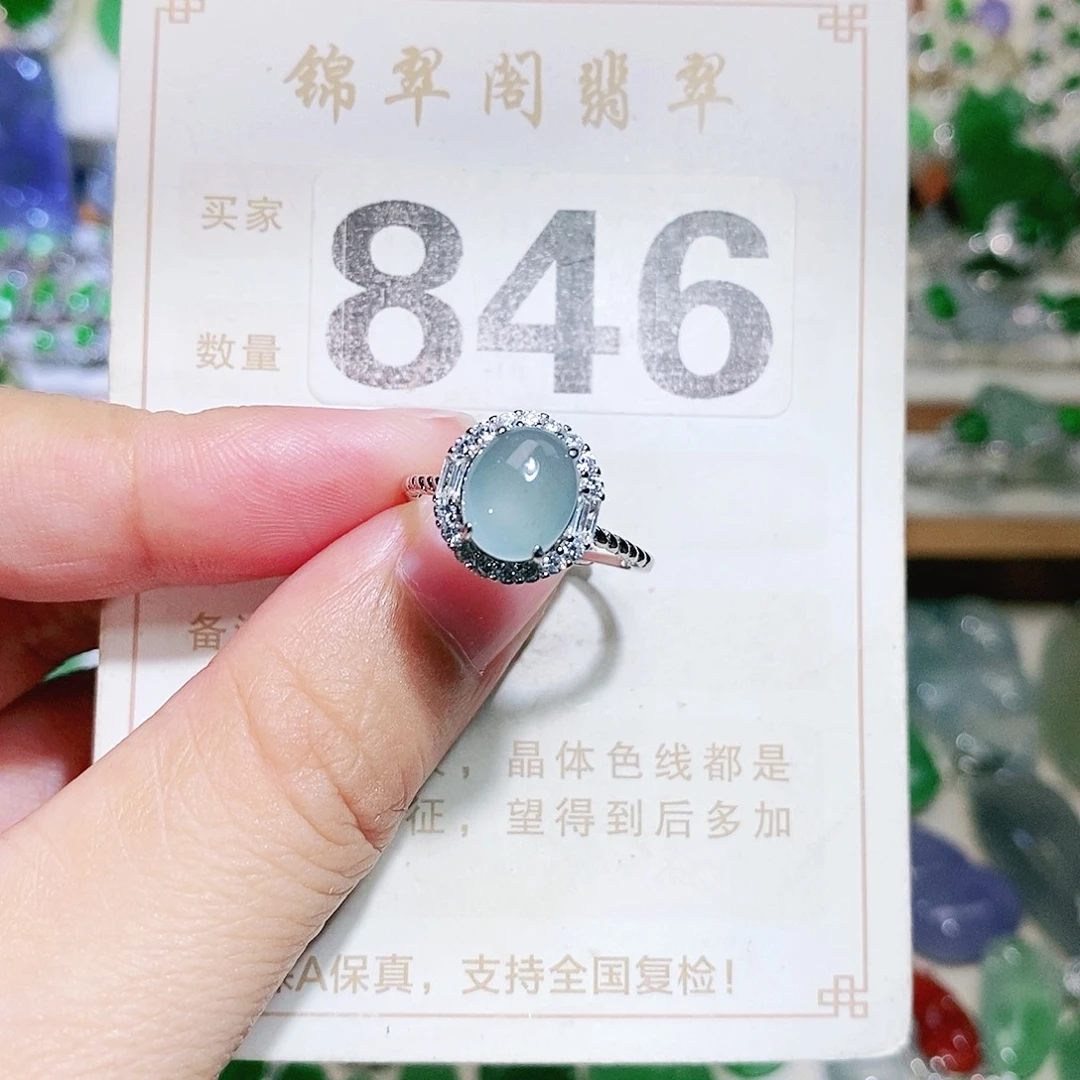 锦翠阁翡翠
买家
846
数量
备
，晶体色线都是
征，望得到后多加
A保真，支持全国复检！